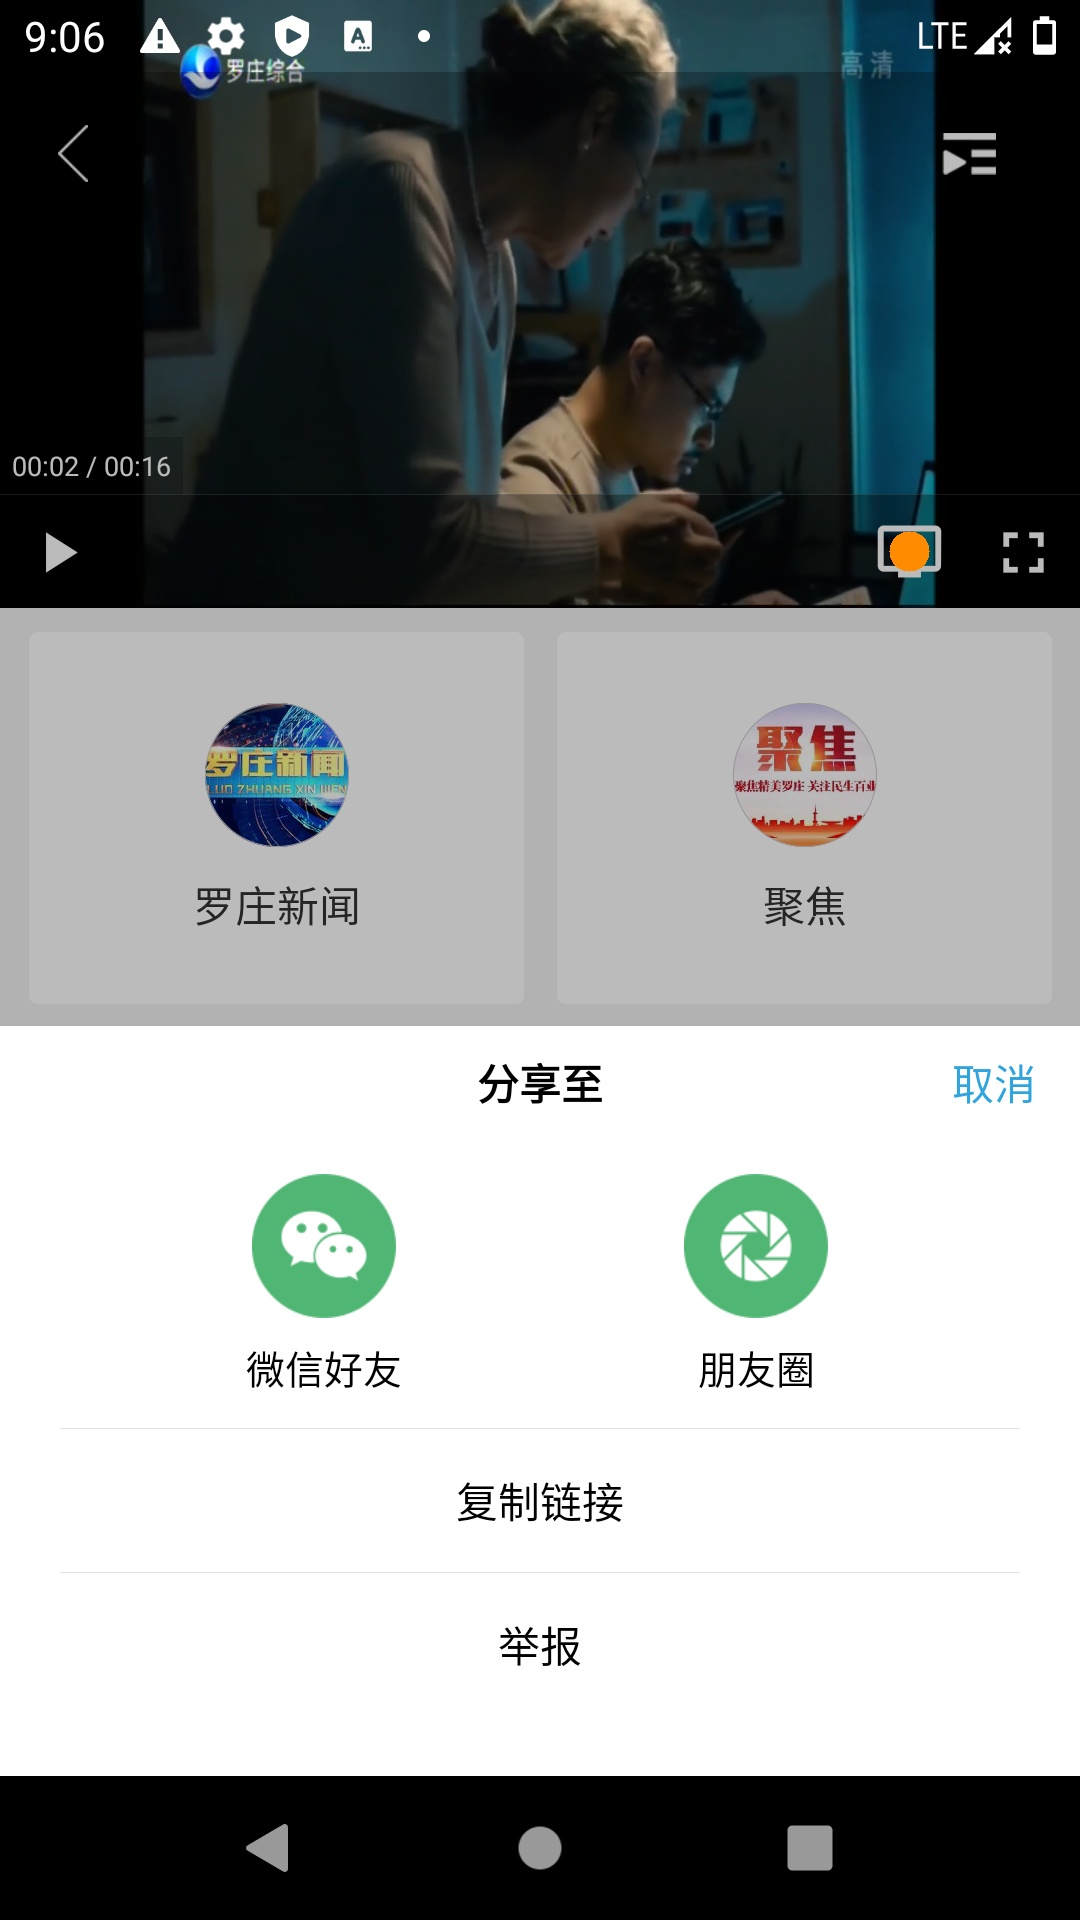 9:06
LTE
罗庄综合
高清
00:02 / 00:16
罗庄新闻
LUO ZHUANG XIN WEN
聚焦
聚焦精美罗庄 关注民生百业
罗庄新闻
聚焦
分享至
取消
微信好友
朋友圈
复制链接
举报